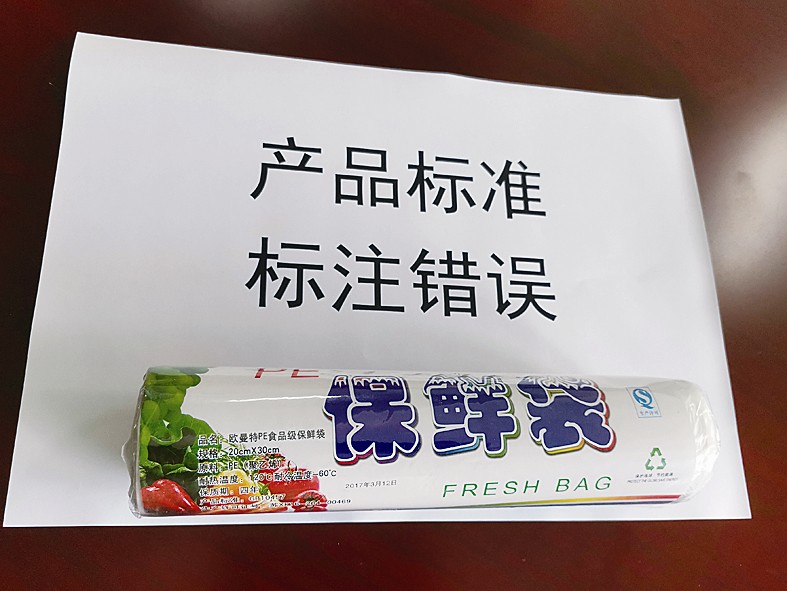 产品标准
标注错误
PE
保鲜袋
品名：欧曼特PE食品级保鲜袋
规格：20cm×30cm
原料：PE（聚乙烯）
耐热温度：120℃耐冷温度-60℃
保质期：四年
2017年3月12日
FRESH BAG